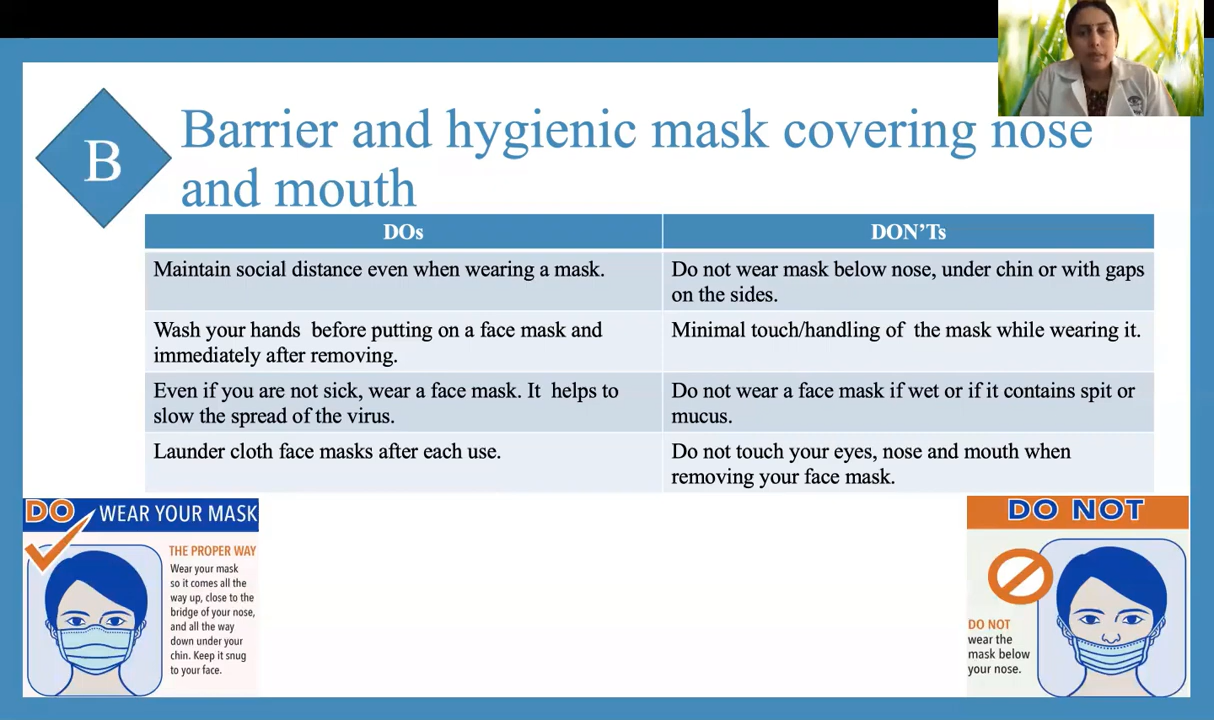 B
Barrier and hygienic mask covering nose
and mouth
DOs
DON'Ts
Maintain social distance even when wearing a mask.
Do not wear mask below nose, under chin or with gaps
on the sides.
Wash your hands before putting on a face mask and
immediately after removing.
Minimal touch/handling of the mask while wearing it.
Even if you are not sick, wear a face mask. It helps to
slow the spread of the virus.
Do not wear a face mask if wet or if it contains spit or
mucus.
Launder cloth face masks after each use.
Do not touch your eyes, nose and mouth when
removing your face mask.
DO WEAR YOUR MASK
THE PROPER WAY
Wear your mask
so it comes all the
way up, close to the
bridge of your nose,
and all the way
down under your
chin. Keep it snug
to your face.
DO NOT
DO NOT
wear the
mask below
your nose.